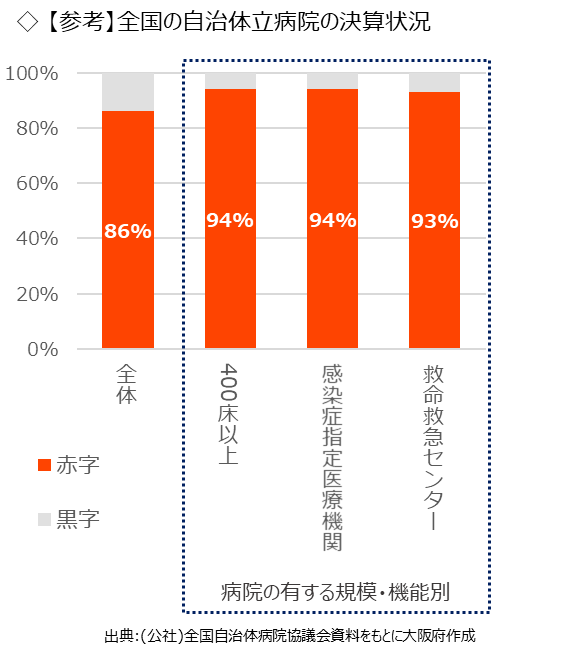 ◇【参考】全国の自治体立病院の決算状況
100%
80%
60%
40%
20%
0%
86%
94%
94%
93%
全体
400床以上
感染症指定医療機関
救命救急センター
赤字
黒字
病院の有する規模・機能別
出典:(公社)全国自治体病院協議会資料をもとに大阪府作成